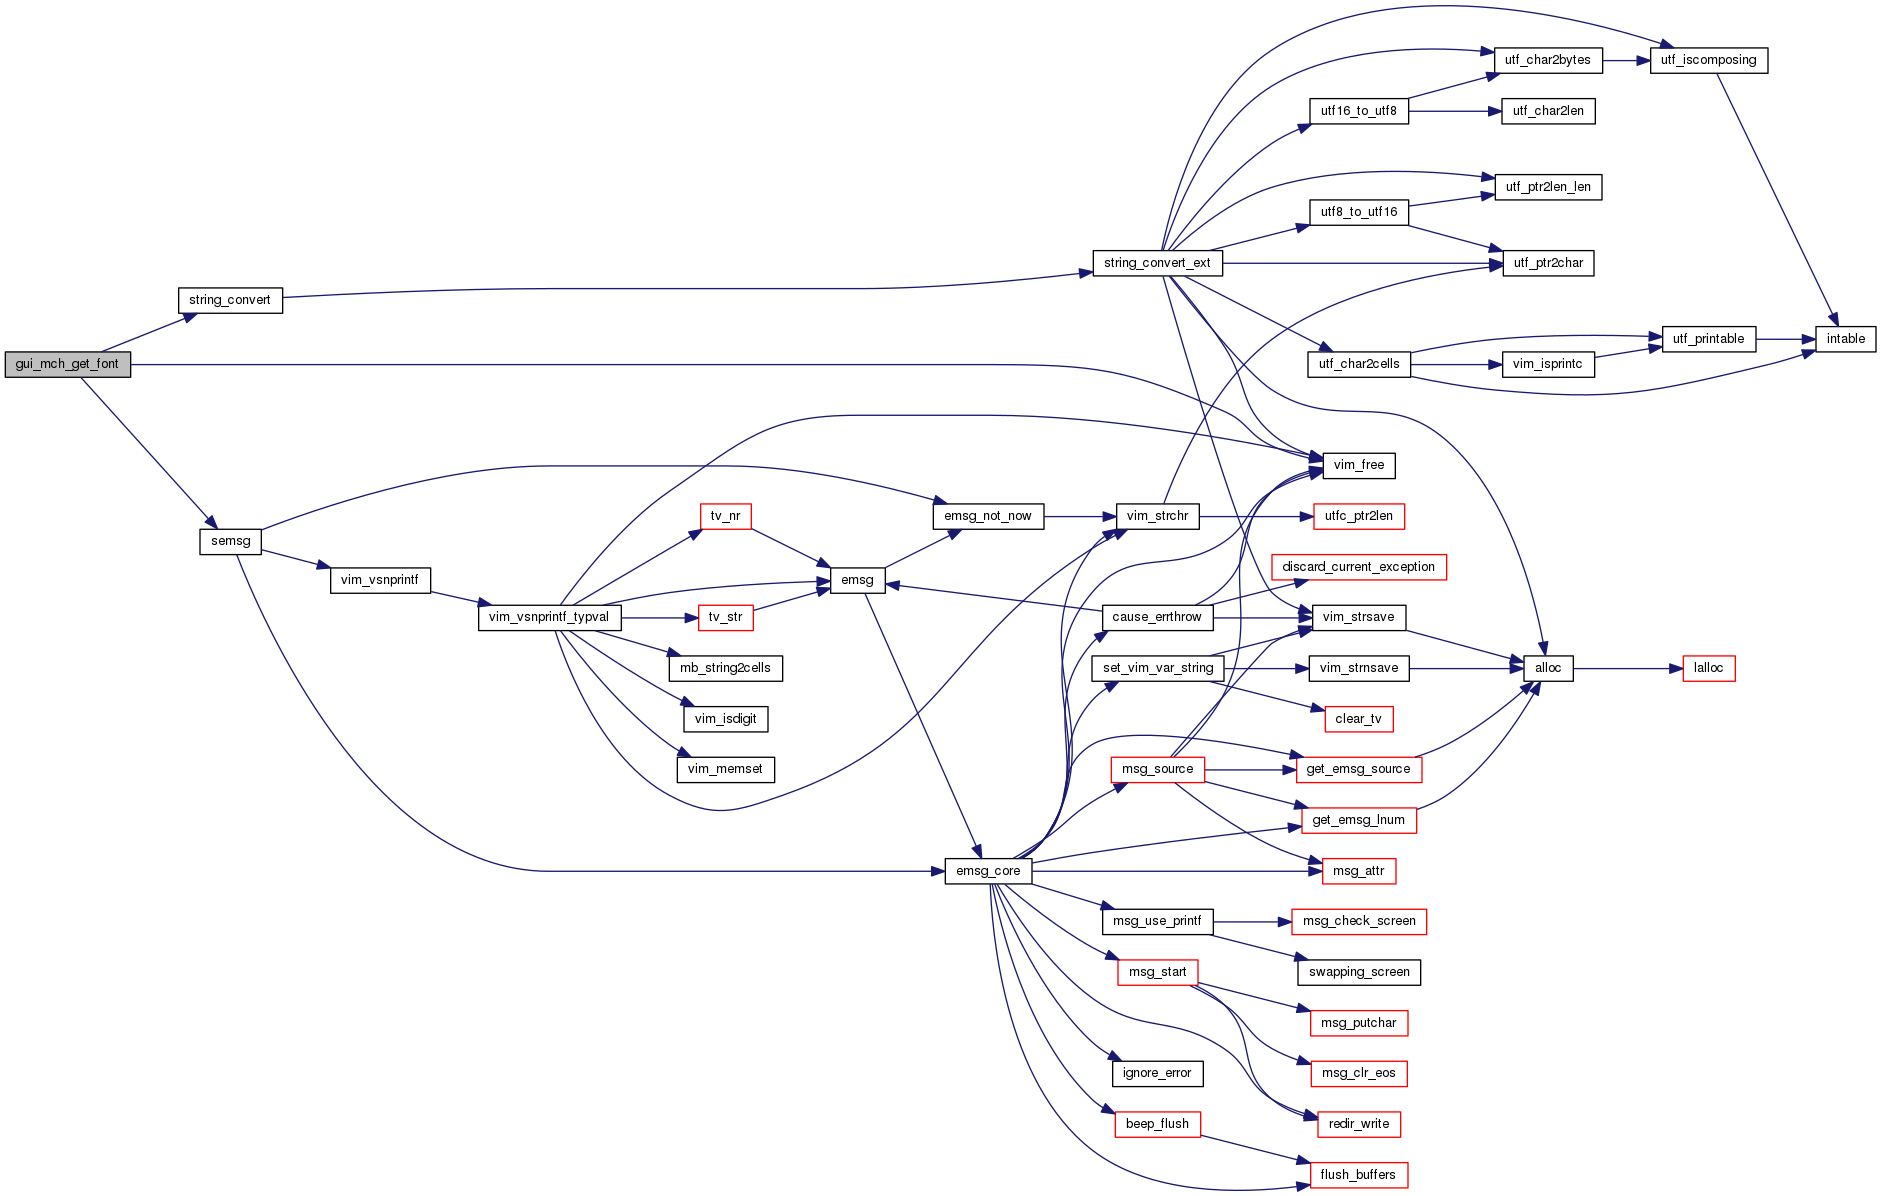 utf_char2bytes
utf_iscomposing
utf16_to_utf8
utf_char2len
utf_ptr2len_len
utf8_to_utf16
string_convert_ext
utf_ptr2char
string_convert
utf_printable
intable
gui_mch_get_font
utf_char2cells
vim_isprintc
vim_free
tv_nr
emsg_not_now
vim_strchr
utfc_ptr2len
semsg
discard_current_exception
vim_vsnprintf
emsg
vim_vsnprintf_typval
tv_str
cause_errthrow
vim_strsave
mb_string2cells
set_vim_var_string
vim_strnsave
alloc
lalloc
vim_isdigit
clear_tv
vim_memset
msg_source
get_emsg_source
get_emsg_lnum
emsg_core
msg_attr
msg_use_printf
msg_check_screen
msg_start
swapping_screen
msg_putchar
ignore_error
msg_clr_eos
beep_flush
redir_write
flush_buffers